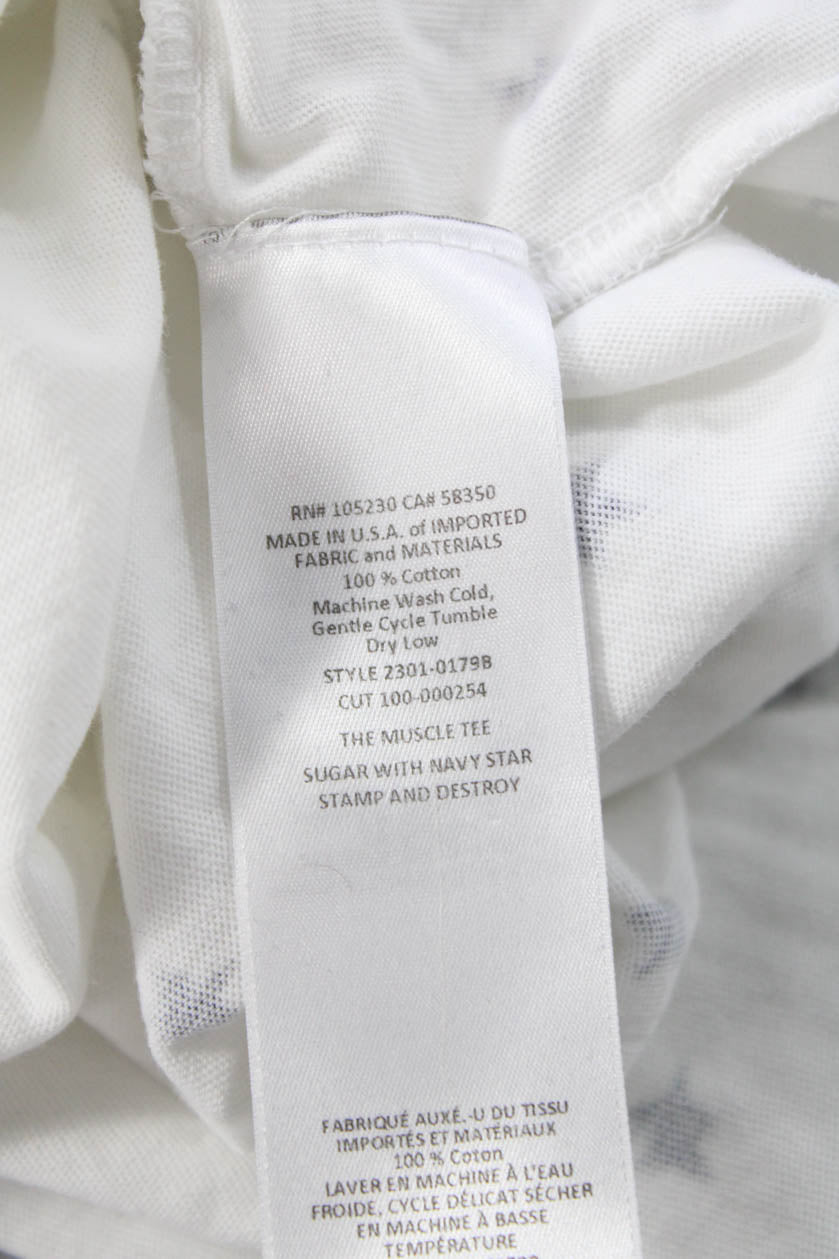 RN# 105230 CA# 58350
MADE IN U.S.A. of IMPORTED
FABRIC and MATERIALS
100 % Cotton
Machine Wash Cold,
Gentle Cycle Tumble
Dry Low
STYLE 2301-0179B
CUT 100-000254
THE MUSCLE TEE
SUGAR WITH NAVY STAR
STAMP AND DESTROY
FABRIQUÉ AUXÉ.-U DU TISSU
IMPORTÉS ET MATÉRIAUX
100 % Coton
LAVER EN MACHINE À L'EAU
FROIDE, CYCLE DÉLICAT SÉCHER
EN MACHINE À BASSE
TEMPÉRATURE